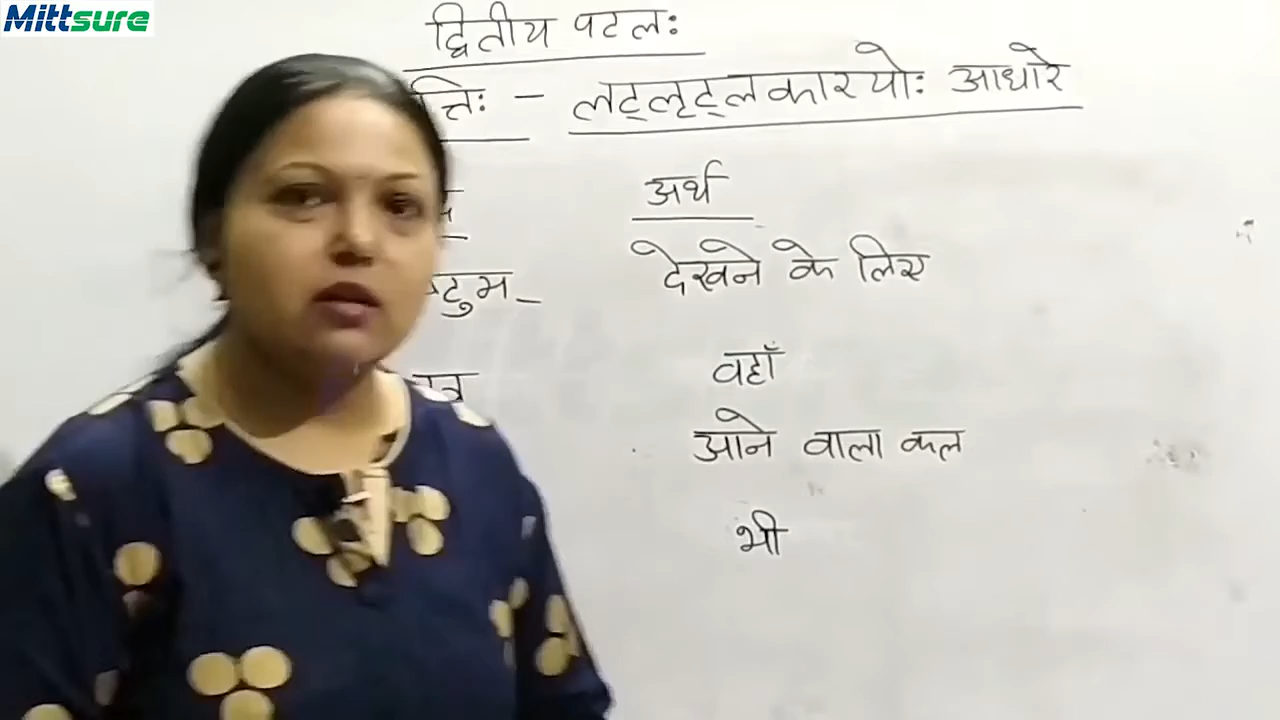 Mittsure
द्वितीय पटलः
त्तिः - लट्लृट्लकारयोः आधारे
अर्थ
देखने के लिए
वहाँ
आने वाला कल
भी